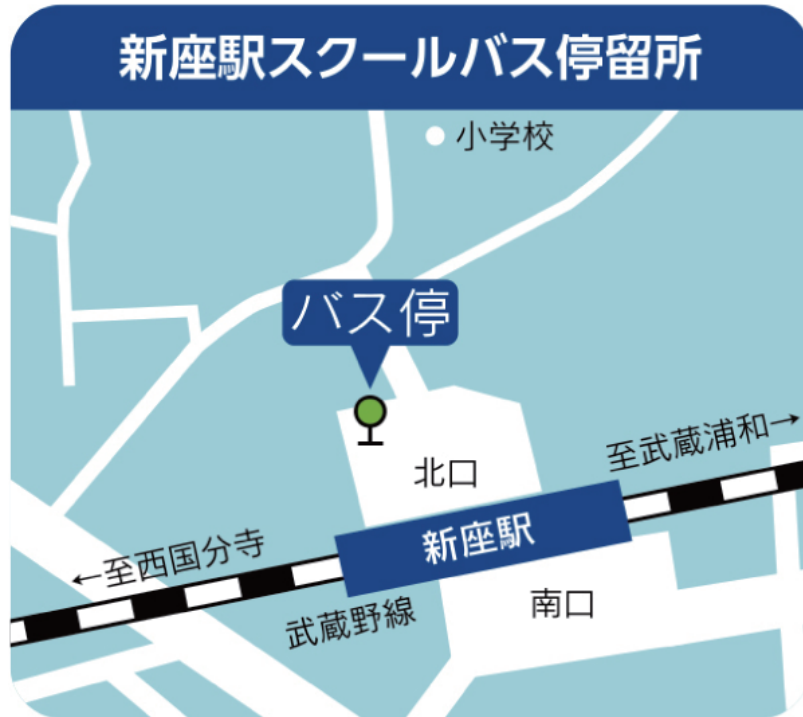 新座駅スクールバス停留所
小学校
バス停
至武蔵浦和→
北口
新座駅
←至西国分寺
南口
武蔵野線